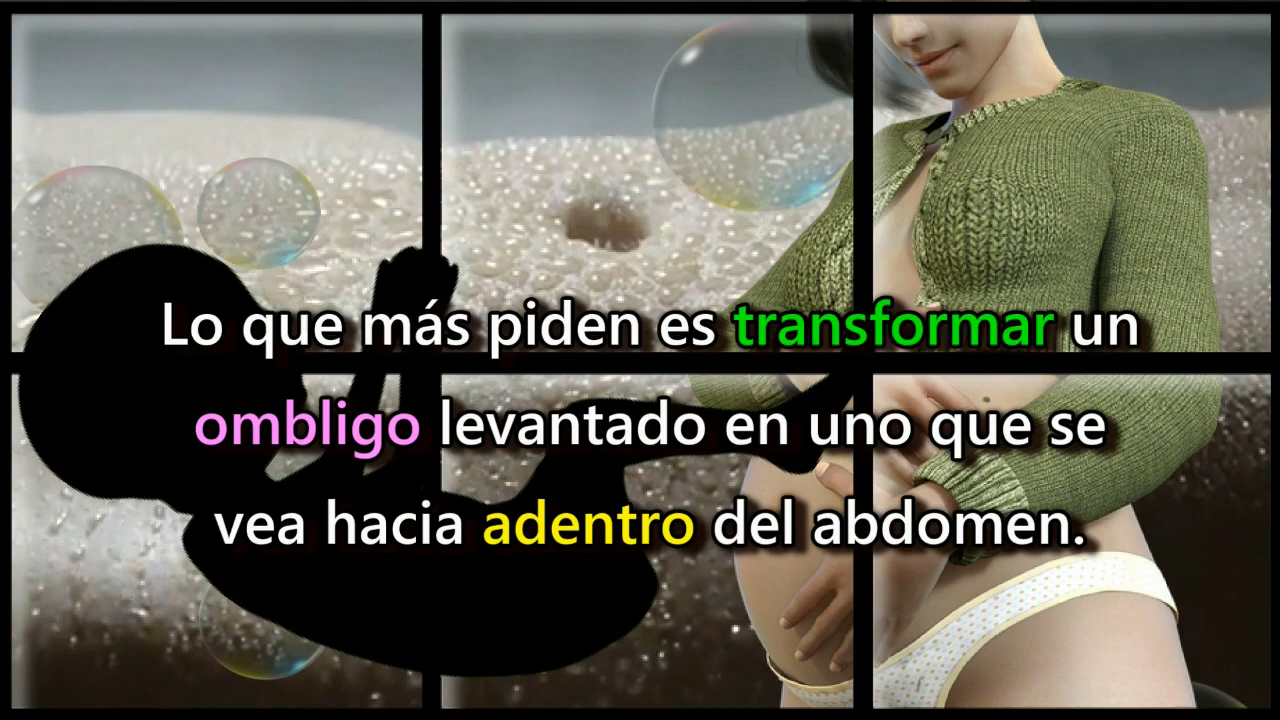 Lo que más piden es transformar un
ombligo levantado en uno que se
vea hacia adentro del abdomen.